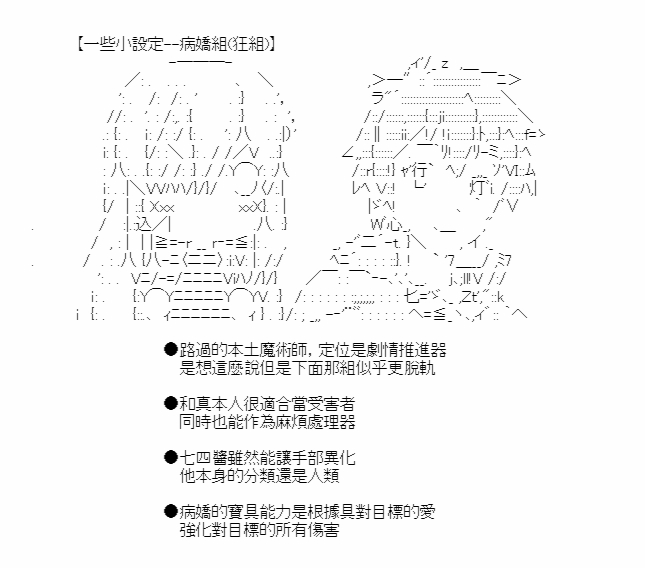 【一些小設定--病嬌組(狂組)】
●路過的本土魔術師，定位是劇情推進器
是想這麼說但是下面那組似乎更脫軌
●和真本人很適合當受害者
同時也能作為麻煩處理器
●七四醬雖然能讓手部異化
他本身的分類還是人類
●病嬌的寶具能力是根據具對目標的愛
強化對目標的所有傷害